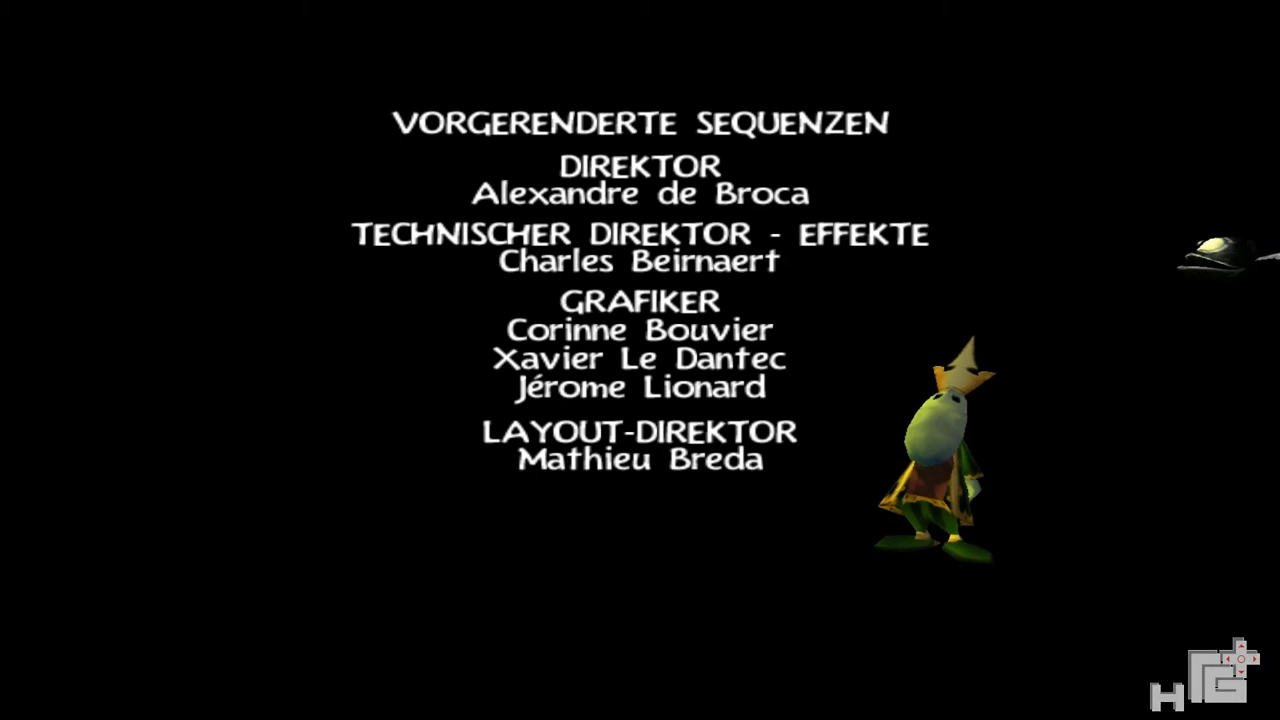 VORGERENDERTE SEQUENZEN
DIREKTOR
Alexandre de Broca
TECHNISCHER DIREKTOR - EFFEKTE
Charles Beirnaert
GRAFIKER
Corinne Bouvier
Xavier Le Dantec
Jérome Lionard
LAYOUT-DIREKTOR
Mathieu Breda